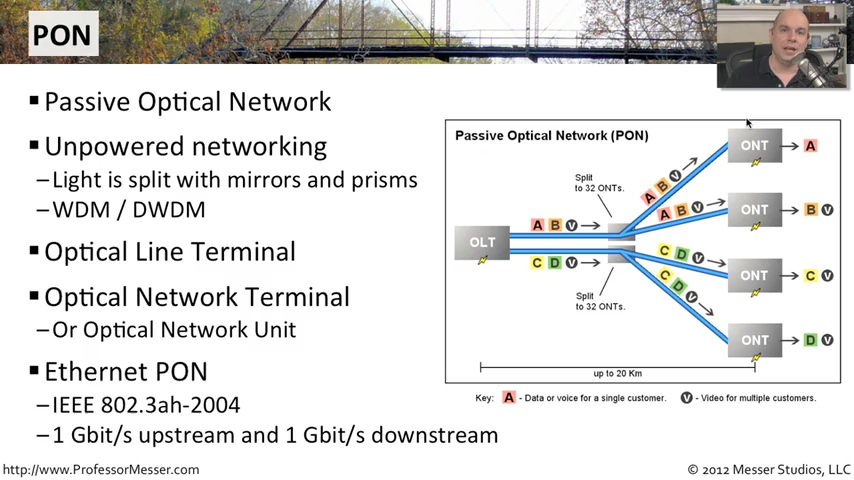 PON
▪ Passive Optical Network
▪ Unpowered networking
–Light is split with mirrors and prisms
–WDM / DWDM
▪ Optical Line Terminal
▪ Optical Network Terminal
–Or Optical Network Unit
▪ Ethernet PON
–IEEE 802.3ah-2004
–1 Gbit/s upstream and 1 Gbit/s downstream
Passive Optical Network (PON)
Split
to 32 ONTs.
A B V
ONT A
A B V
ONT B V
OLT
A B V
C D V
C D V
ONT C V
C D V
ONT D V
Split
to 32 ONTs.
up to 20 Km
Key: A - Data or voice for a single customer. V - Video for multiple customers.
http://www.ProfessorMesser.com
© 2012 Messer Studios, LLC